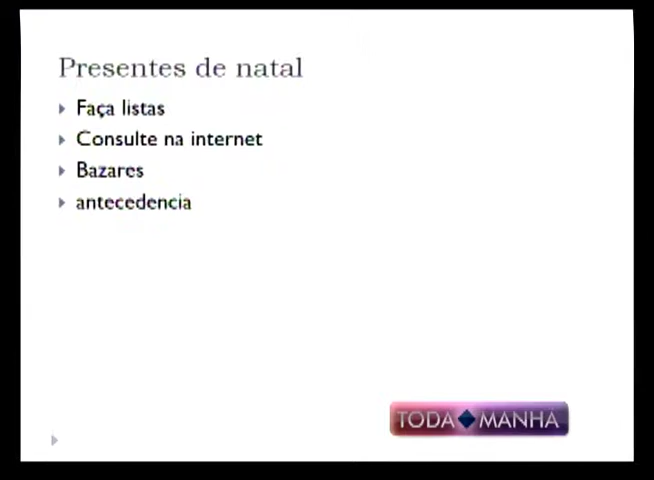 Presentes de natal
Faça listas
Consulte na internet
Bazares
antecedencia
TODA MANHA